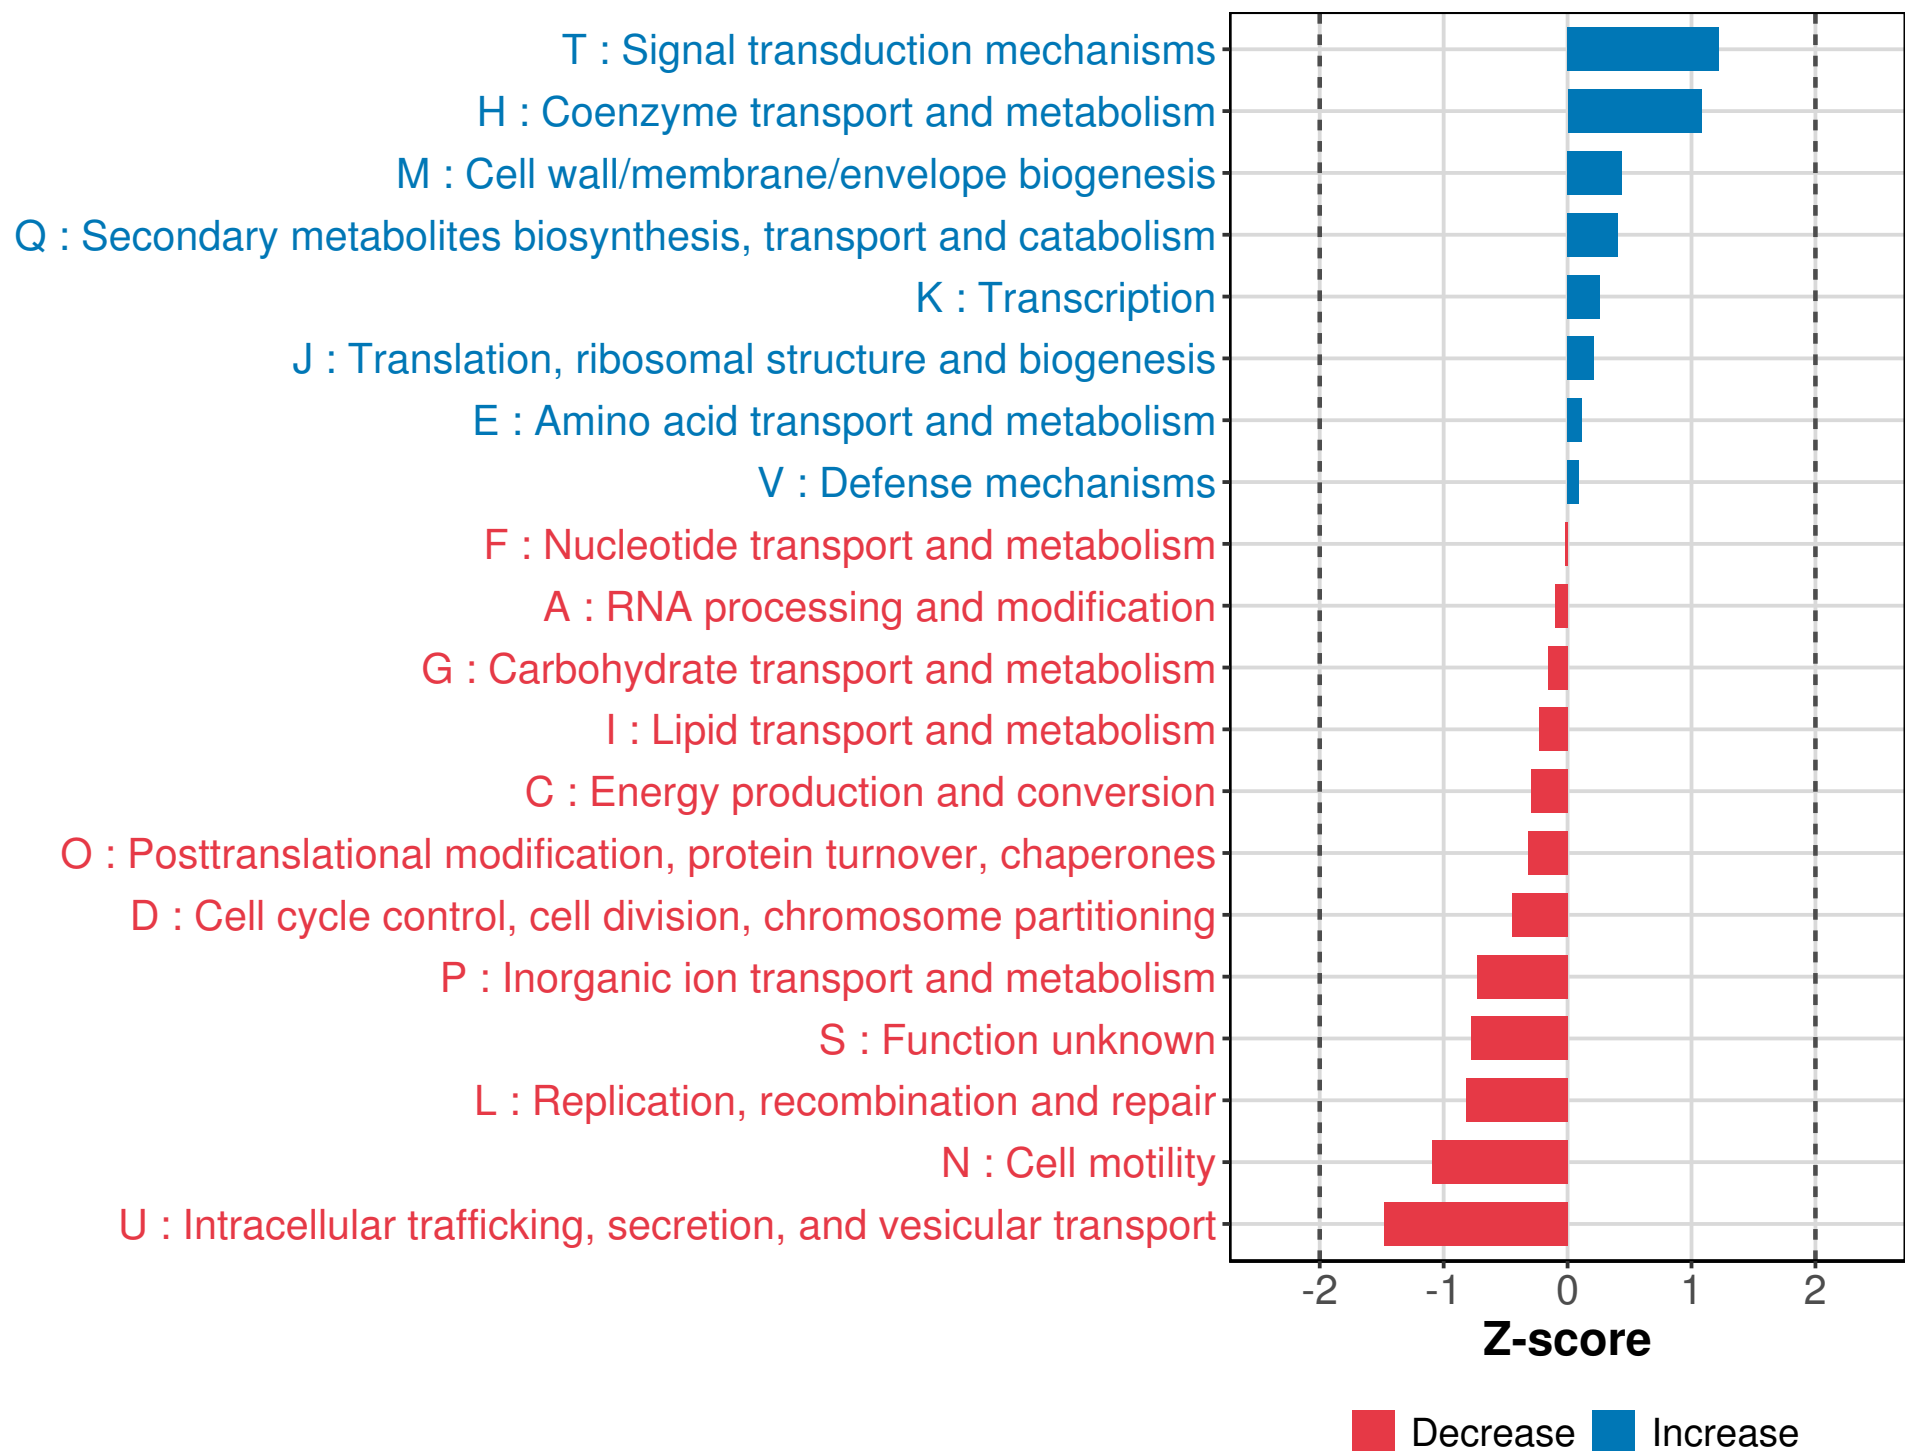 T : Signal transduction mechanisms
H : Coenzyme transport and metabolism
M : Cell wall/membrane/envelope biogenesis
Q : Secondary metabolites biosynthesis, transport and catabolism
K : Transcription
J : Translation, ribosomal structure and biogenesis
E : Amino acid transport and metabolism
V : Defense mechanisms
F : Nucleotide transport and metabolism
A : RNA processing and modification
G : Carbohydrate transport and metabolism
I : Lipid transport and metabolism
C : Energy production and conversion
O : Posttranslational modification, protein turnover, chaperones
D : Cell cycle control, cell division, chromosome partitioning
P : Inorganic ion transport and metabolism
S : Function unknown
L : Replication, recombination and repair
N : Cell motility
U : Intracellular trafficking, secretion, and vesicular transport
-2 -1 0 1 2
Z-score
Decrease Increase